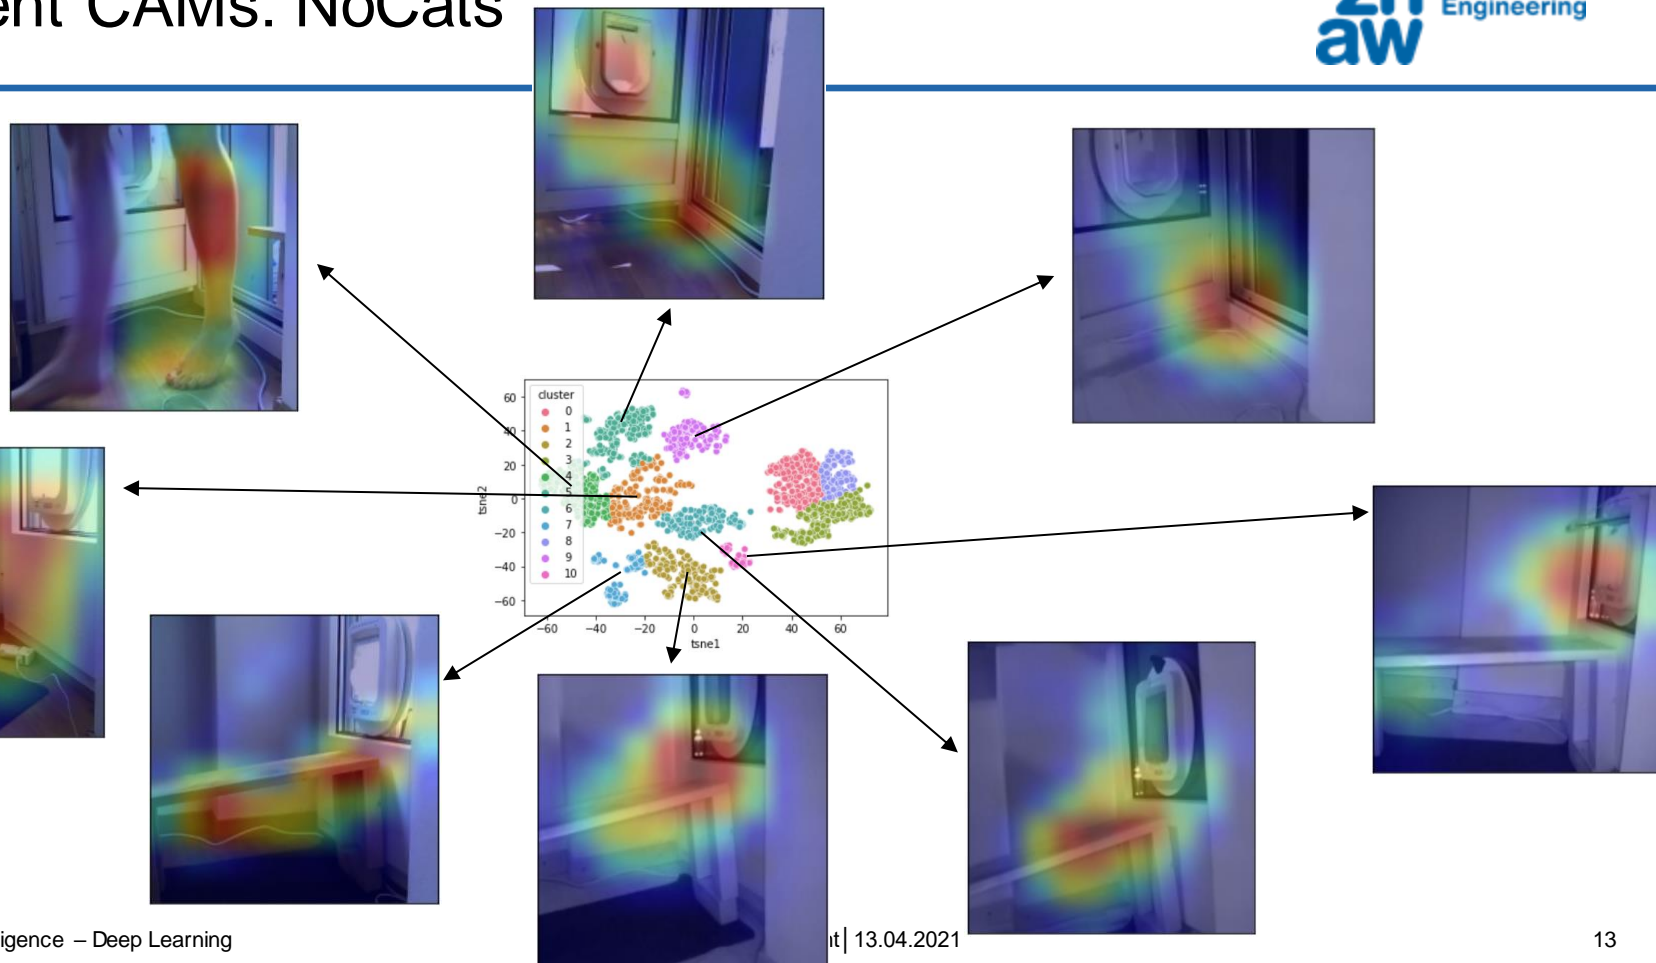 ent CAMs: NoCats
Engineering
zh
aw
60
40
20
0
−20
−40
−60
tsne2
cluster
0
1
2
3
4
5
6
7
8
9
10
−60 −40 −20 0 20 40 60
tsne1
igence – Deep Learning
nt| 13.04.2021
13